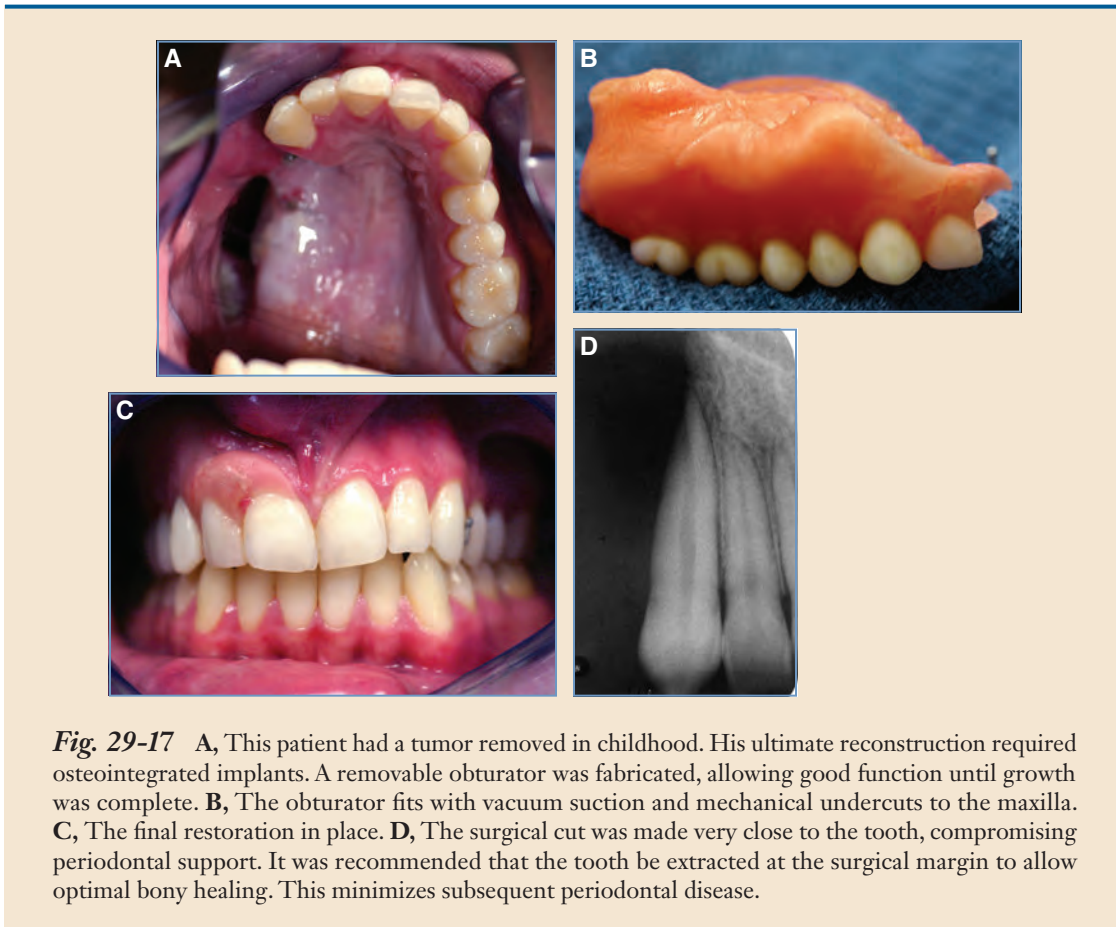 A
B
C
D
Fig. 29-17 A, This patient had a tumor removed in childhood. His ultimate reconstruction required
osteointegrated implants. A removable obturator was fabricated, allowing good function until growth
was complete. B, The obturator fits with vacuum suction and mechanical undercuts to the maxilla.
C, The final restoration in place. D, The surgical cut was made very close to the tooth, compromising
periodontal support. It was recommended that the tooth be extracted at the surgical margin to allow
optimal bony healing. This minimizes subsequent periodontal disease.